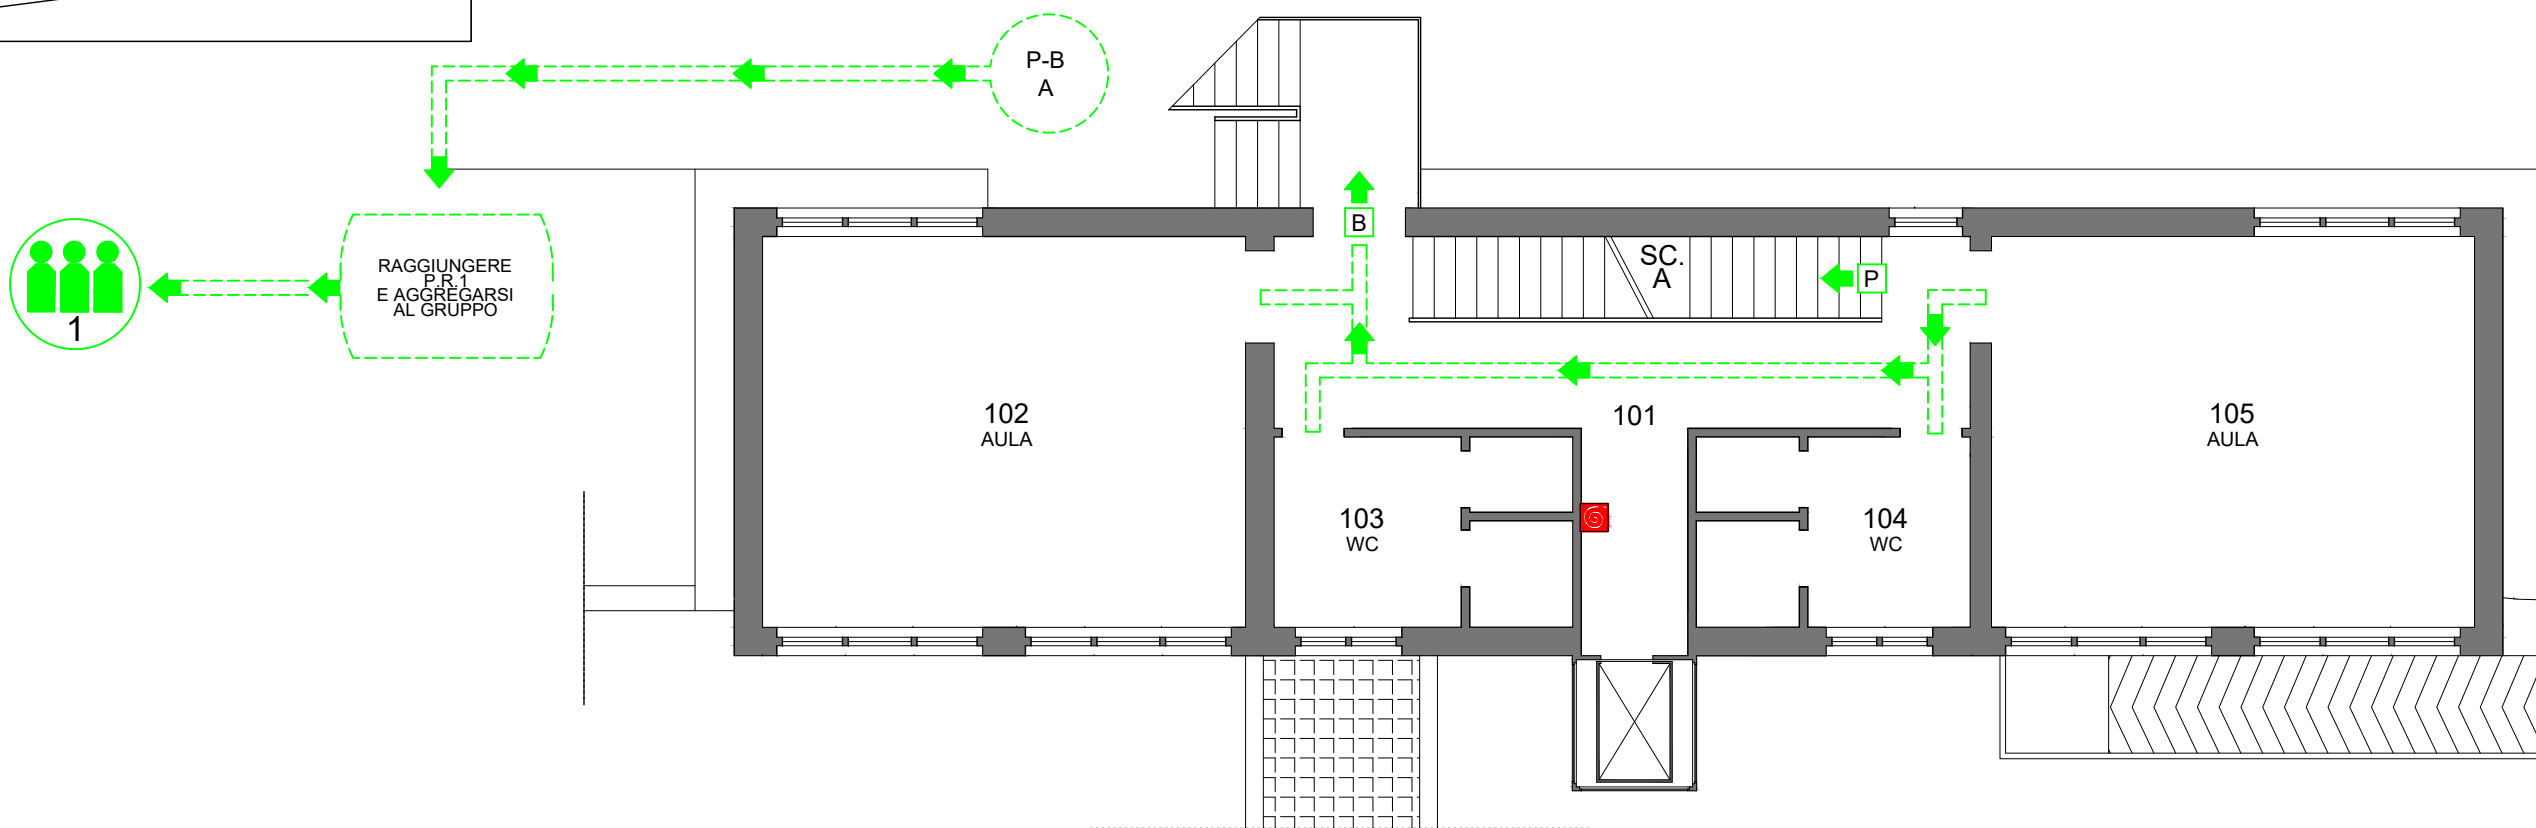 P-B
A
B
SC.
A
P
RAGGIUNGERE
P.R.1
E AGGREGARSI
AL GRUPPO
1
102
AULA
101
105
AULA
103
WC
104
WC